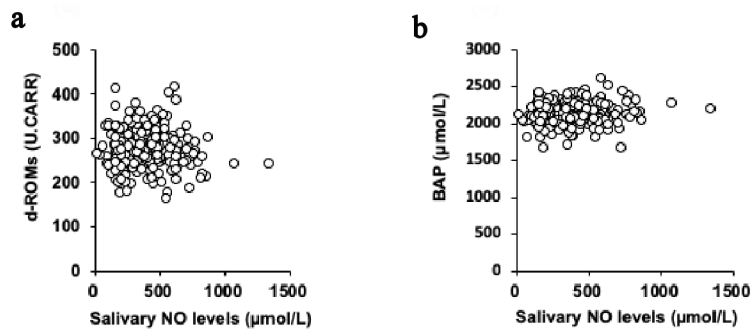 a
d-ROMs (U.CARR)
500
400
300
200
100
0
0 500 1000 1500
Salivary NO levels (µmol/L)
b
BAP (µmol/L)
3000
2500
2000
1500
1000
500
0
0 500 1000 1500
Salivary NO levels (µmol/L)